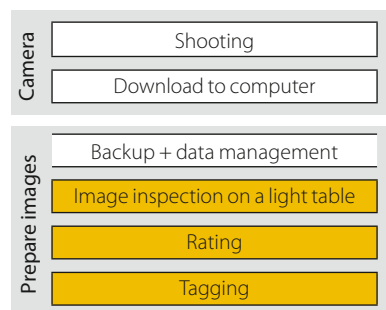 Camera
Shooting
Download to computer
Prepare images
Backup + data management
Image inspection on a light table
Rating
Tagging